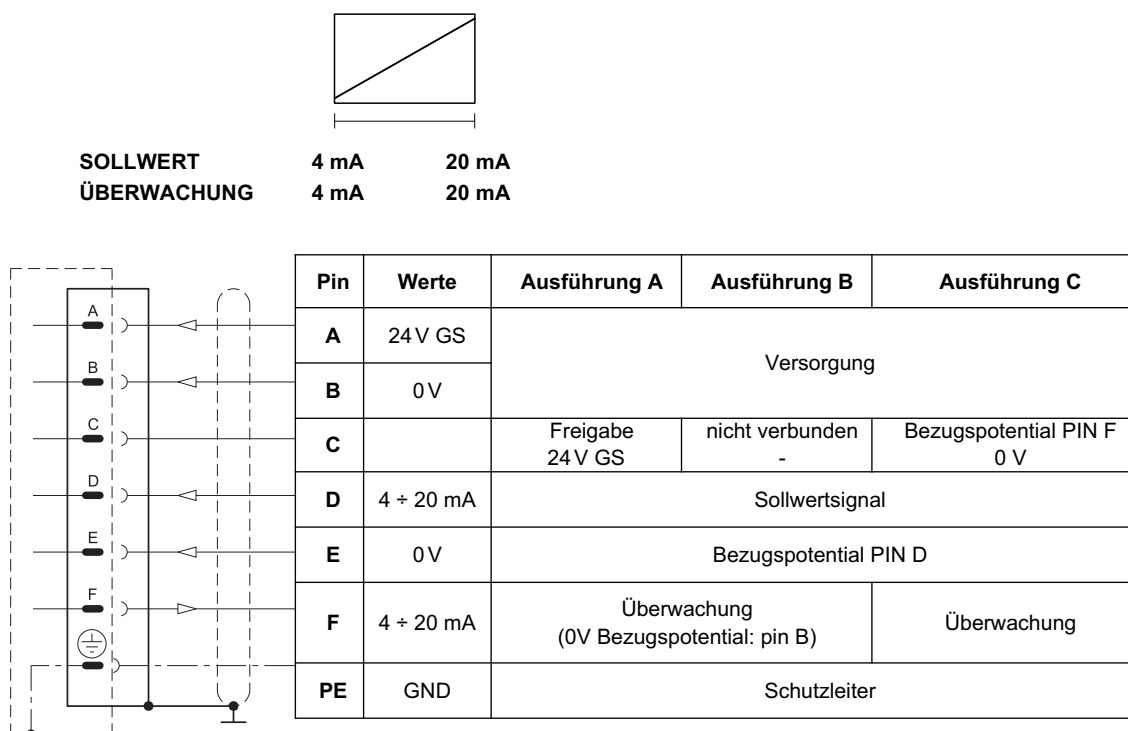 SOLLWERT 4 mA 20 mA
ÜBERWACHUNG 4 mA 20 mA
A
B
C
D
E
F
Pin Werte Ausführung A Ausführung B Ausführung C
A 24 V GS Versorgung
B 0 V
C Freigabe nicht verbunden Bezugspotential PIN F
24 V GS - 0 V
D 4 ÷ 20 mA Sollwertsignal
E 0 V Bezugspotential PIN D
F 4 ÷ 20 mA Überwachung Überwachung
(0V Bezugspotential: pin B)
PE GND Schutzleiter